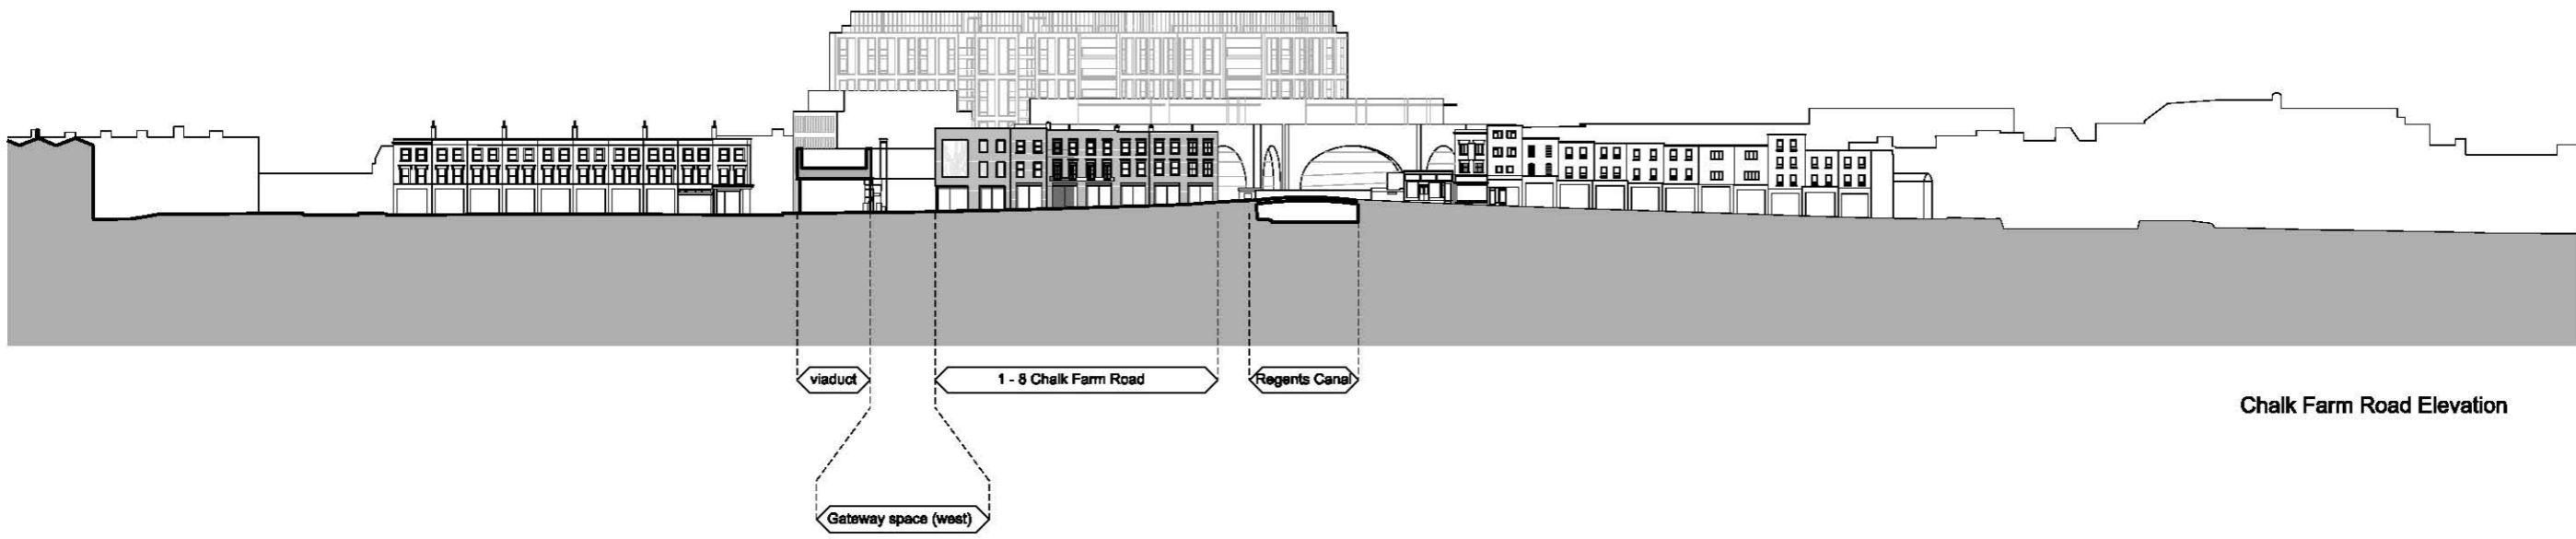 viaduct
1 - 8 Chalk Farm Road
Regents Canal
Chalk Farm Road Elevation
Gateway space (west)